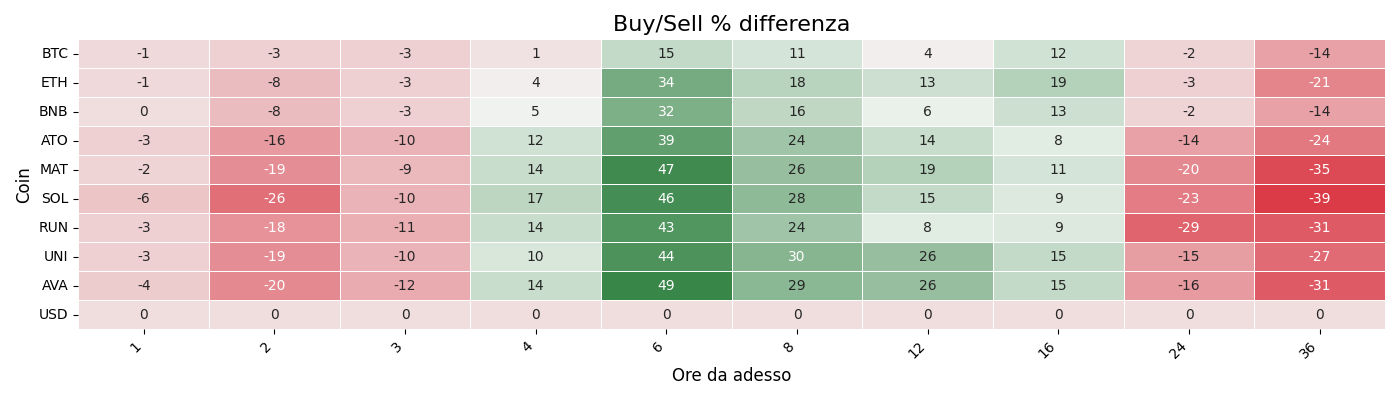 Buy/Sell % differenza
Coin
BTC -1 -3 -3 1 15 11 4 12 -2 -14
ETH -1 -8 -3 4 34 18 13 19 -3 -21
BNB 0 -8 -3 5 32 16 6 13 -2 -14
ATO -3 -16 -10 12 39 24 14 8 -14 -24
MAT -2 -19 -9 14 47 26 19 11 -20 -35
SOL -6 -26 -10 17 46 28 15 9 -23 -39
RUN -3 -18 -11 14 43 24 8 9 -29 -31
UNI -3 -19 -10 10 44 30 26 15 -15 -27
AVA -4 -20 -12 14 49 29 26 15 -16 -31
USD 0 0 0 0 0 0 0 0 0 0
1 2 3 4 6 8 12 16 24 36
Ore da adesso